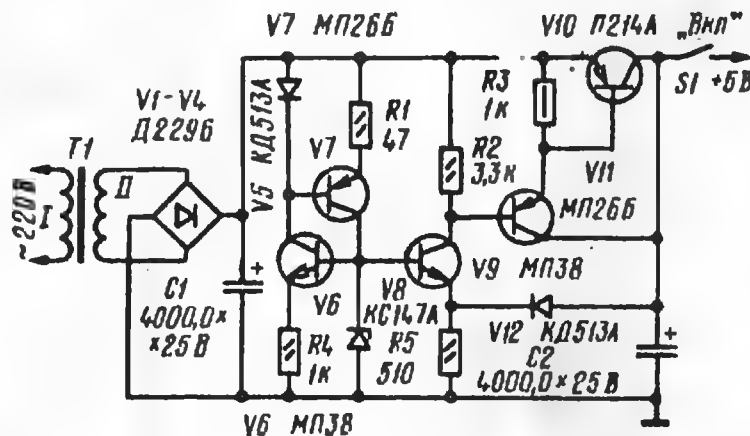 V7 МП26Б
V10 П214А
„Вкл"
S1 +5В
V1-V4
Д229Б
V5 КД513А
R1
47
R3
1к
T1
V7
R2
3,3к
V11
МП26Б
~220В
I
II
C1
4000,0×
×25В
V6
V8
КС147А
V9
МП38
R4
1к
R5
510
V12 КД513А
C2
4000,0×25В
V6 МП38